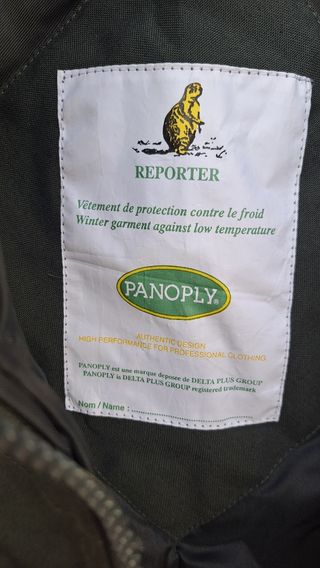 REPORTER
Vêtement de protection contre le froid
Winter garment against low temperature
PANOPLY®
AUTHENTIC DESIGN
HIGH PERFORMANCE FOR PROFESSIONAL CLOTHING
PANOPLY est une marque deposee de DELTA PLUS GROUP
PANOPLY is DELTA PLUS GROUP registered trademark
Nom / Name : ........................................